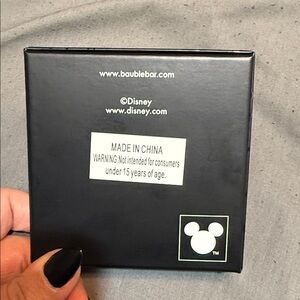 www.baublebar.com
©Disney
www.disney.com
MADE IN CHINA
WARNING:Not intended for consumers
under 15 years of age.
TM